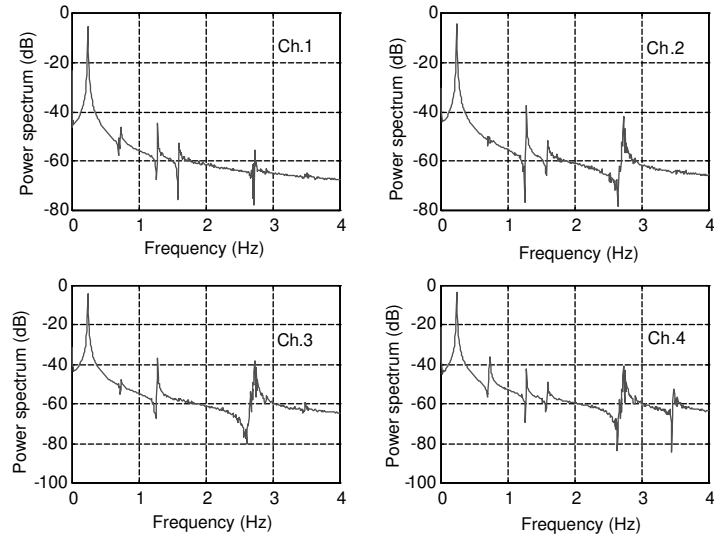 0
-20
-40
-60
-80
Power spectrum (dB)
Ch.1
0 1 2 3 4
Frequency (Hz)
0
-20
-40
-60
-80
Power spectrum (dB)
Ch.2
0 1 2 3 4
Frequency (Hz)
0
-20
-40
-60
-80
-100
Power spectrum (dB)
Ch.3
0 1 2 3 4
Frequency (Hz)
0
-20
-40
-60
-80
-100
Power spectrum (dB)
Ch.4
0 1 2 3 4
Frequency (Hz)